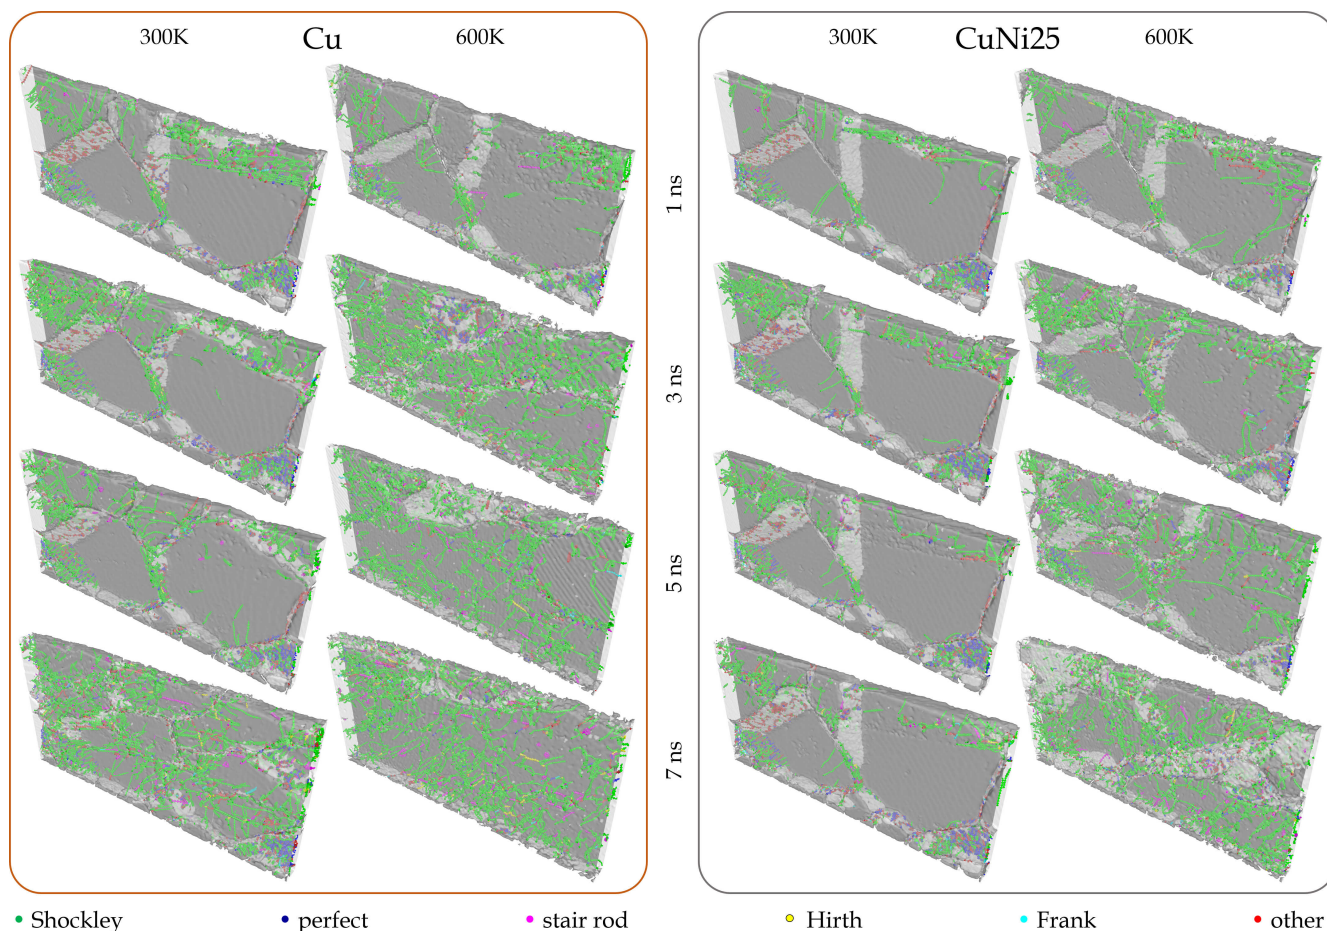 300K Cu 600K
300K CuNi25 600K
1 ns
3 ns
5 ns
7 ns
Shockley perfect stair rod Hirth Frank other